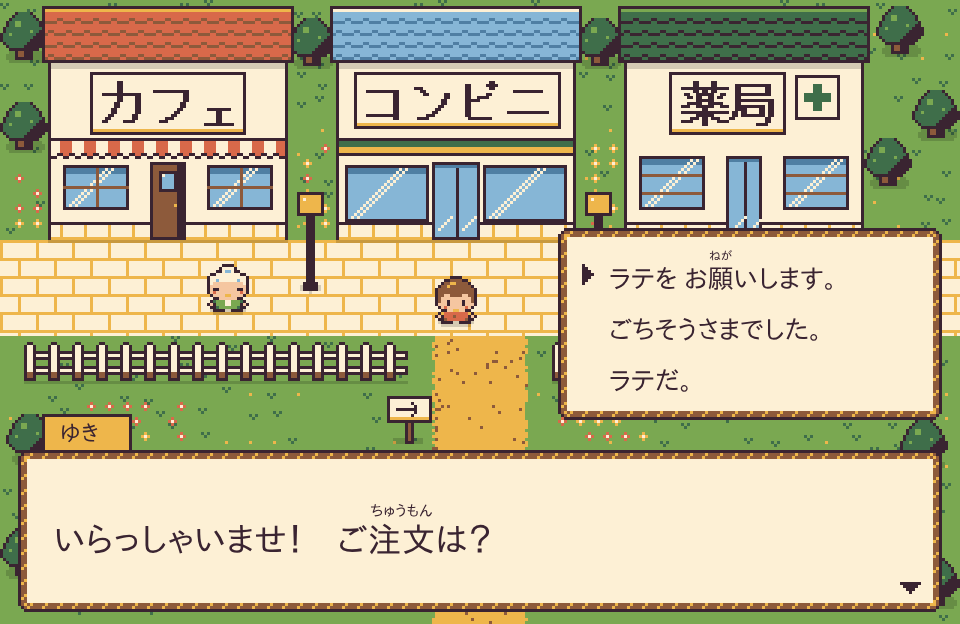 カフェ
コンビニ
薬局
ねが
ラテを お願いします。
ごちそうさまでした。
ラテだ。
ゆき
ちゅうもん
いらっしゃいませ！ ご注文は？